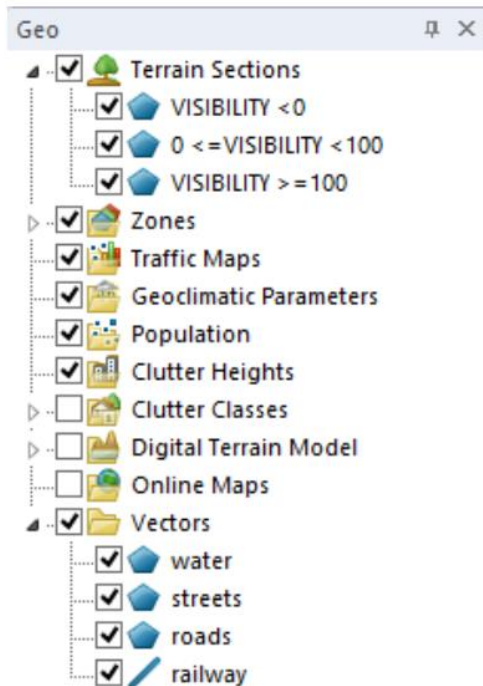 Geo
Terrain Sections
VISIBILITY <0
0 <=VISIBILITY <100
VISIBILITY >=100
Zones
Traffic Maps
Geoclimatic Parameters
Population
Clutter Heights
Clutter Classes
Digital Terrain Model
Online Maps
Vectors
water
streets
roads
railway